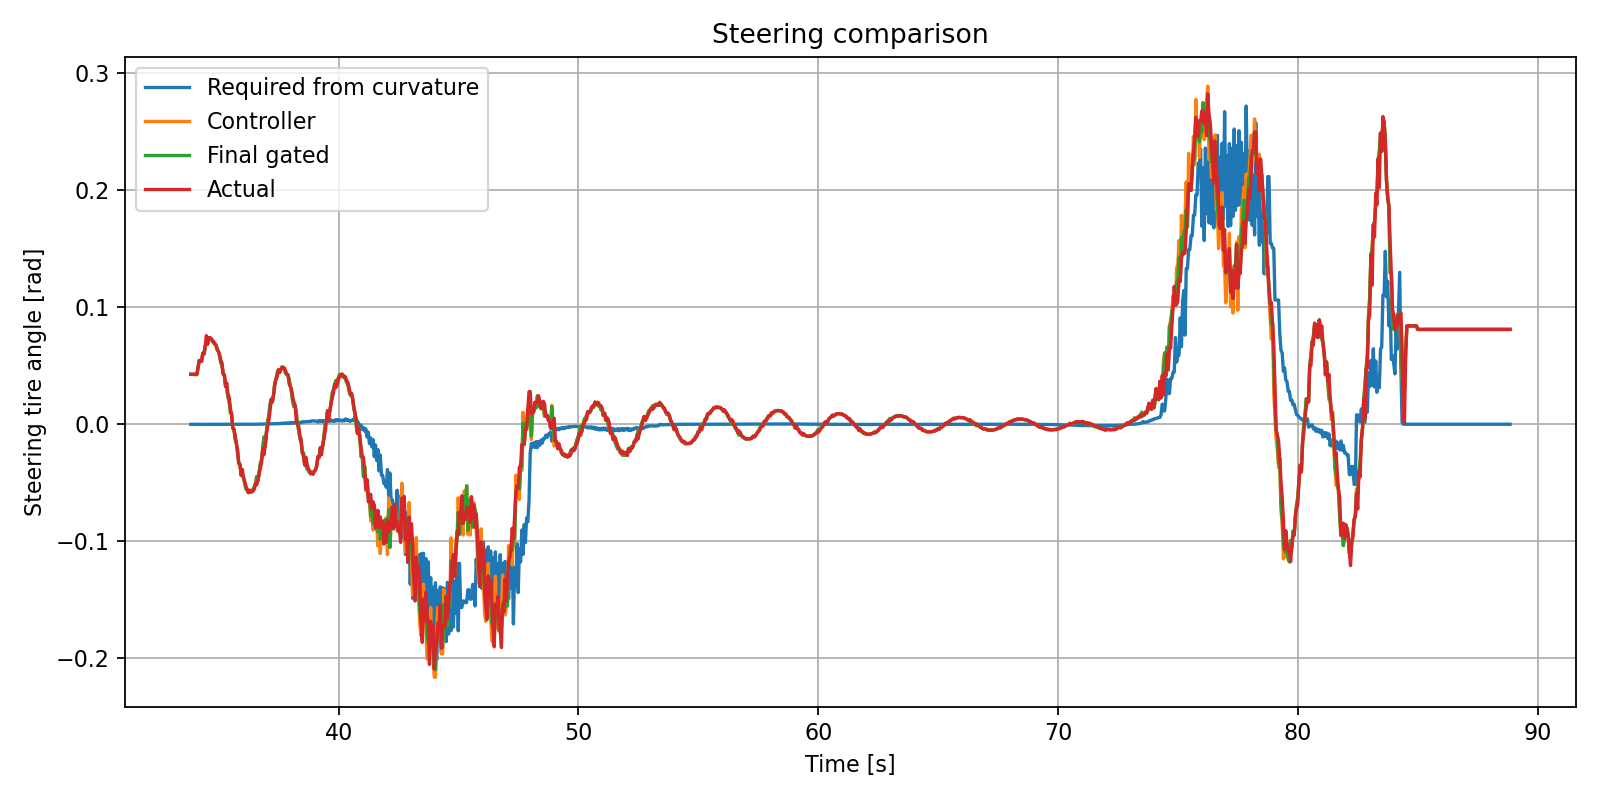 Steering comparison
Required from curvature
Controller
Final gated
Actual
Steering tire angle [rad]
0.3
0.2
0.1
0.0
−0.1
−0.2
40 50 60 70 80 90
Time [s]